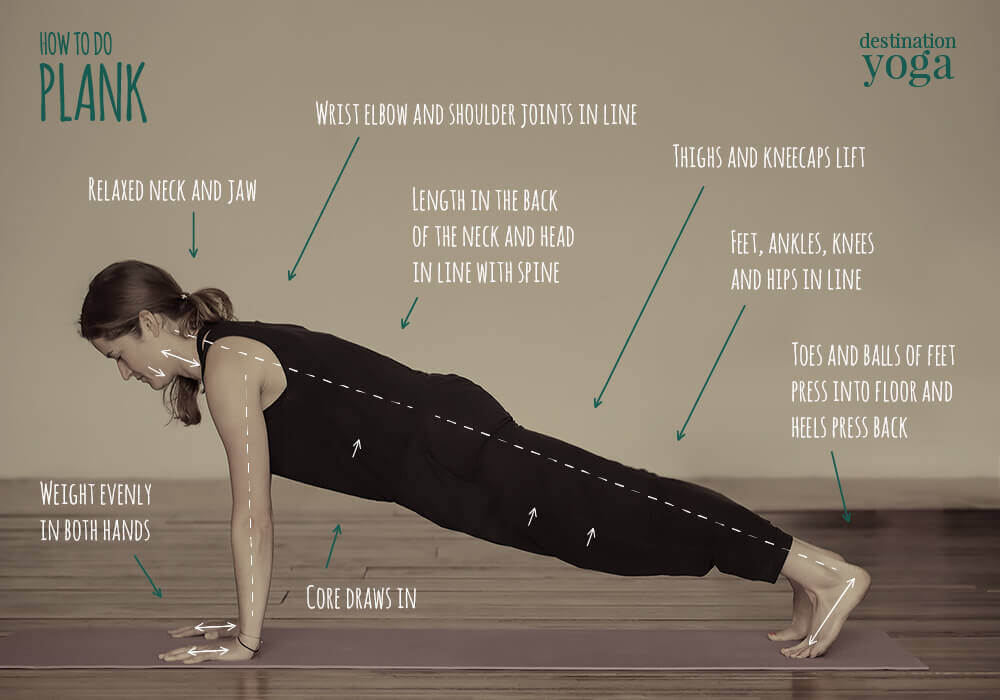 HOW TO DO
PLANK
destination
yoga
WRIST ELBOW AND SHOULDER JOINTS IN LINE
THIGHS AND KNEECAPS LIFT
RELAXED NECK AND JAW
LENGTH IN THE BACK
OF THE NECK AND HEAD
IN LINE WITH SPINE
FEET, ANKLES, KNEES
AND HIPS IN LINE
TOES AND BALLS OF FEET
PRESS INTO FLOOR AND
HEELS PRESS BACK
WEIGHT EVENLY
IN BOTH HANDS
CORE DRAWS IN